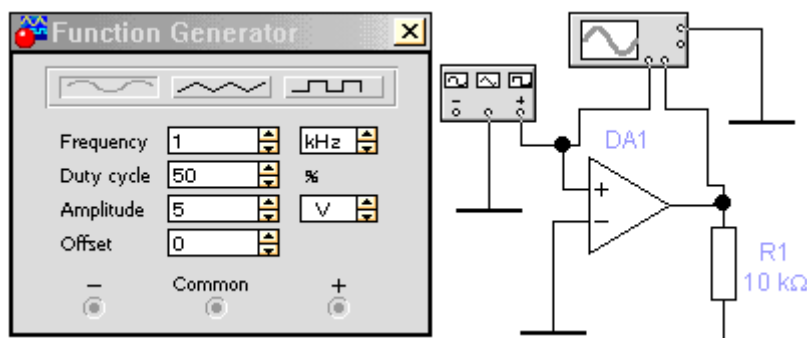 Function Generator
Frequency 1 kHz
Duty cycle 50 %
Amplitude 5 V
Offset 0
− Common +
− +
DA1
+
−
R1
10 kΩ